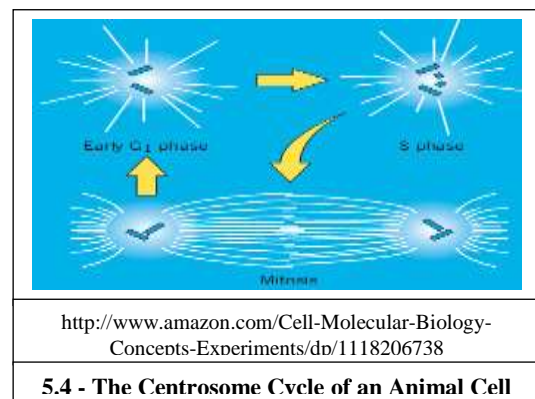 Early G1 phase
S phase
Mitosis
http://www.amazon.com/Cell-Molecular-Biology-
Concepts-Experiments/dp/1118206738
5.4 - The Centrosome Cycle of an Animal Cell